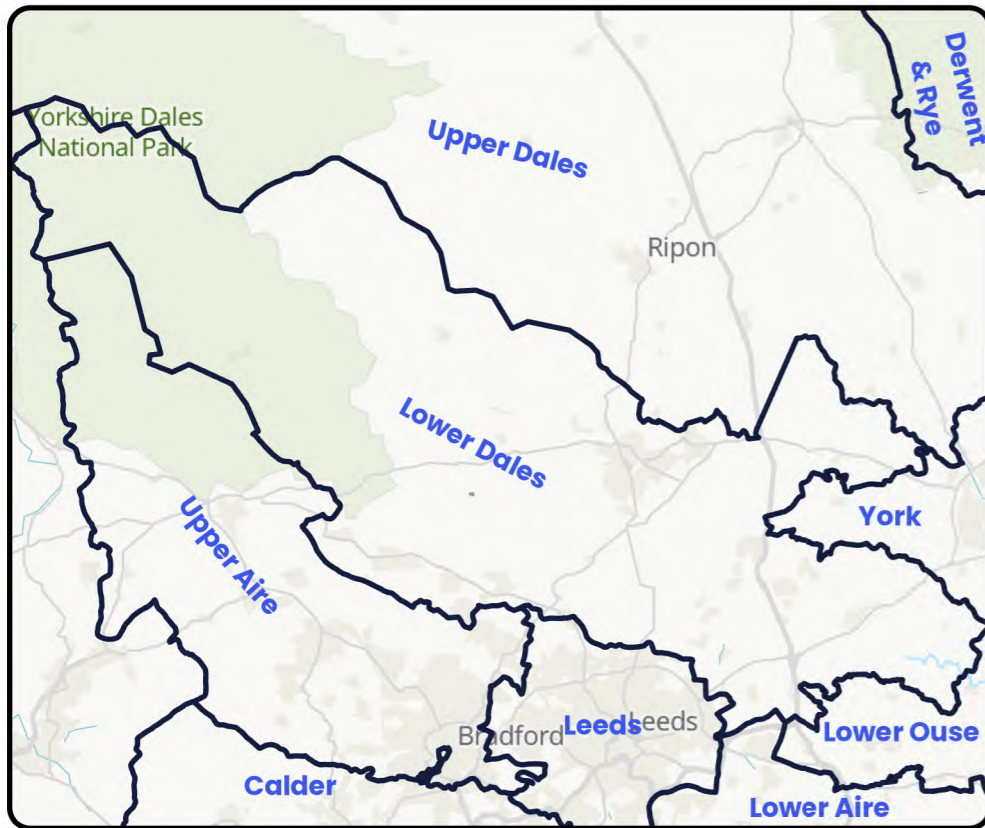 Derwent
& Rye
Yorkshire Dales
National Park
Upper Dales
Ripon
Lower Dales
Upper Aire
York
Bradford
Leeds
Leeds
Lower Ouse
Calder
Lower Aire